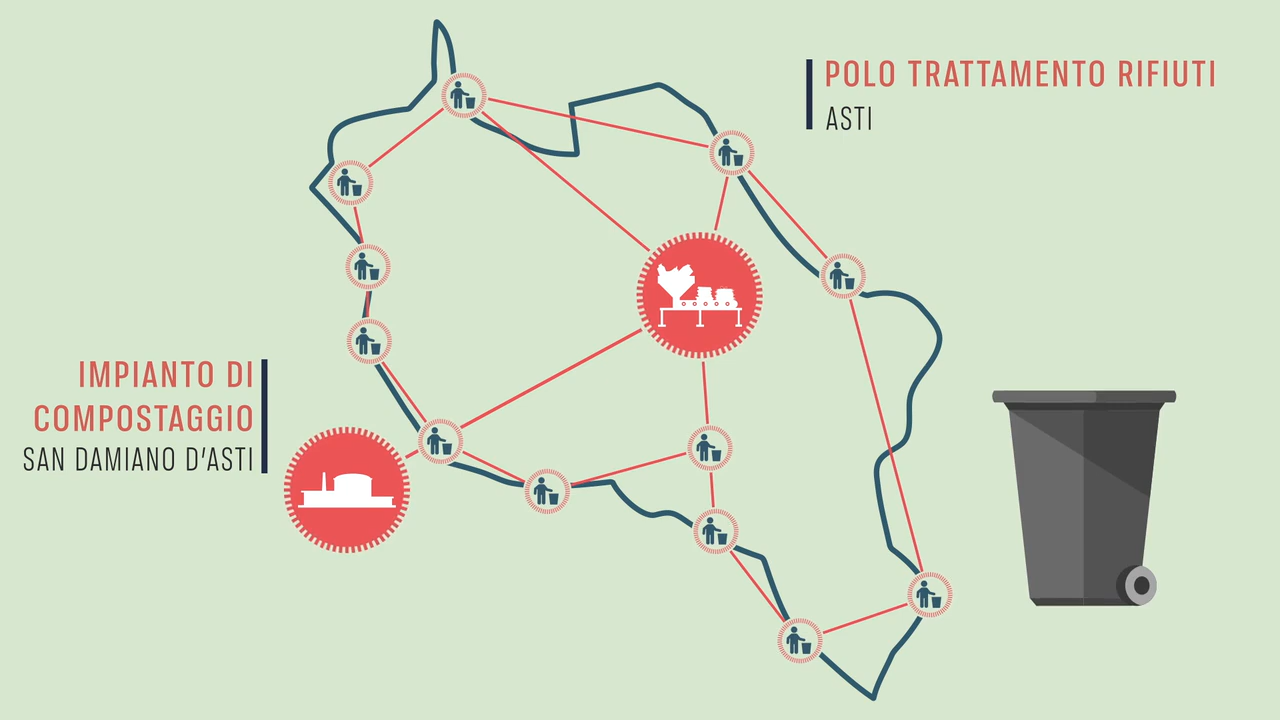 POLO TRATTAMENTO RIFIUTI
ASTI
IMPIANTO DI
COMPOSTAGGIO
SAN DAMIANO D'ASTI